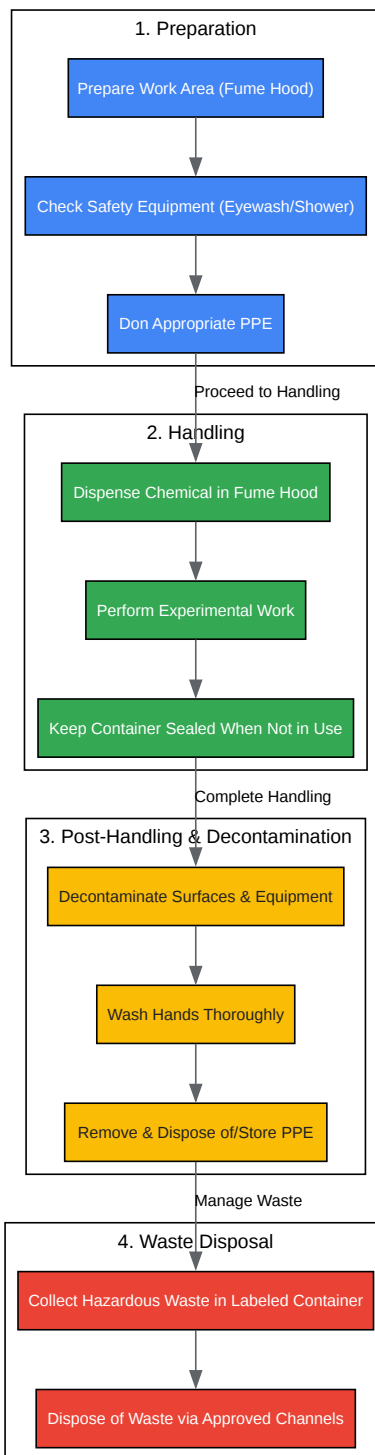 1. Preparation
Prepare Work Area (Fume Hood)
Check Safety Equipment (Eyewash/Shower)
Don Appropriate PPE
Proceed to Handling
2. Handling
Dispense Chemical in Fume Hood
Perform Experimental Work
Keep Container Sealed When Not in Use
Complete Handling
3. Post-Handling & Decontamination
Decontaminate Surfaces & Equipment
Wash Hands Thoroughly
Remove & Dispose of/Store PPE
Manage Waste
4. Waste Disposal
Collect Hazardous Waste in Labeled Container
Dispose of Waste via Approved Channels